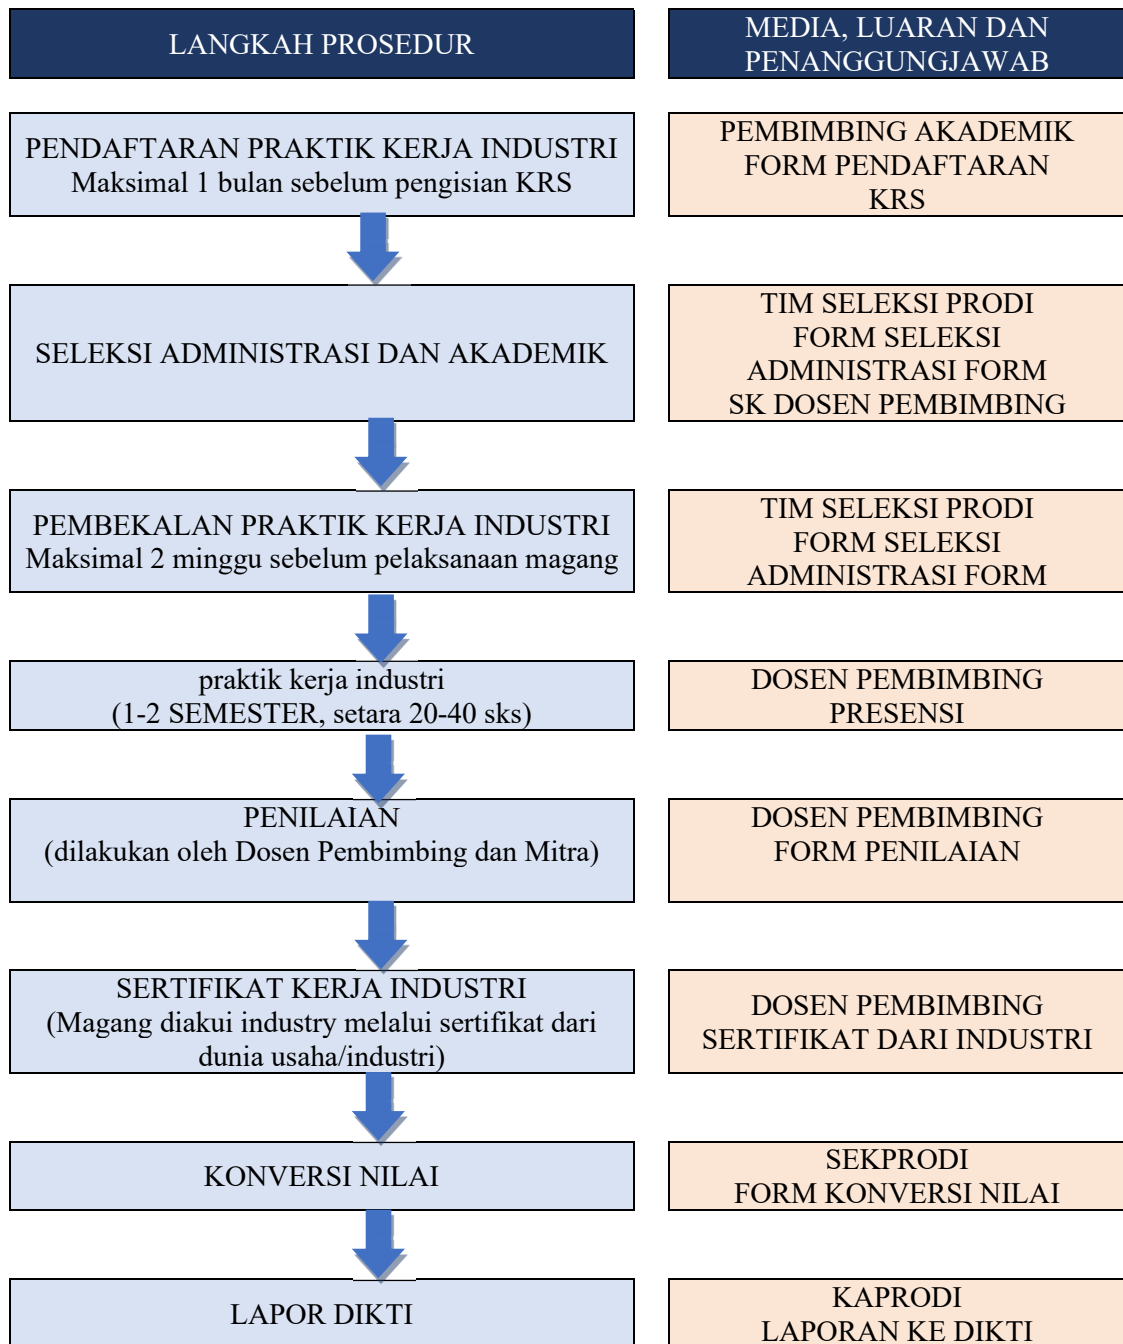 LANGKAH PROSEDUR
MEDIA, LUARAN DAN
PENANGGUNGJAWAB
PENDAFTARAN PRAKTIK KERJA INDUSTRI
Maksimal 1 bulan sebelum pengisian KRS
PEMBIMBING AKADEMIK
FORM PENDAFTARAN
KRS
SELEKSI ADMINISTRASI DAN AKADEMIK
TIM SELEKSI PRODI
FORM SELEKSI
ADMINISTRASI FORM
SK DOSEN PEMBIMBING
PEMBEKALAN PRAKTIK KERJA INDUSTRI
Maksimal 2 minggu sebelum pelaksanaan magang
TIM SELEKSI PRODI
FORM SELEKSI
ADMINISTRASI FORM
praktik kerja industri
(1-2 SEMESTER, setara 20-40 sks)
DOSEN PEMBIMBING
PRESENSI
PENILAIAN
(dilakukan oleh Dosen Pembimbing dan Mitra)
DOSEN PEMBIMBING
FORM PENILAIAN
SERTIFIKAT KERJA INDUSTRI
(Magang diakui industry melalui sertifikat dari
dunia usaha/industri)
DOSEN PEMBIMBING
SERTIFIKAT DARI INDUSTRI
KONVERSI NILAI
SEKPRODI
FORM KONVERSI NILAI
LAPOR DIKTI
KAPRODI
LAPORAN KE DIKTI